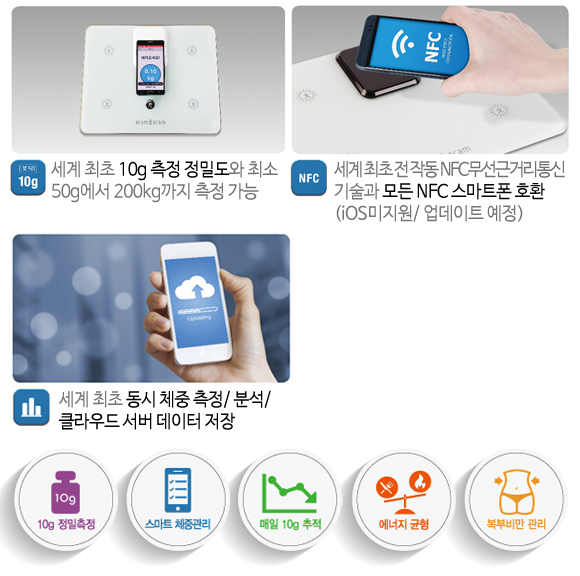 0.10
kg
NFC
[최소단위]
10g
세계 최초 10g 측정 정밀도와 최소
50g에서 200kg까지 측정 가능
NFC
세계 최초 전 작동 NFC무선근거리통신
기술과 모든 NFC 스마트폰 호환
(iOS미지원/ 업데이트 예정)
Uploading
세계 최초 동시 체중 측정/ 분석/
클라우드 서버 데이터 저장
10g
10g 정밀측정
스마트 체중관리
매일 10g 추적
에너지 균형
복부비만 관리